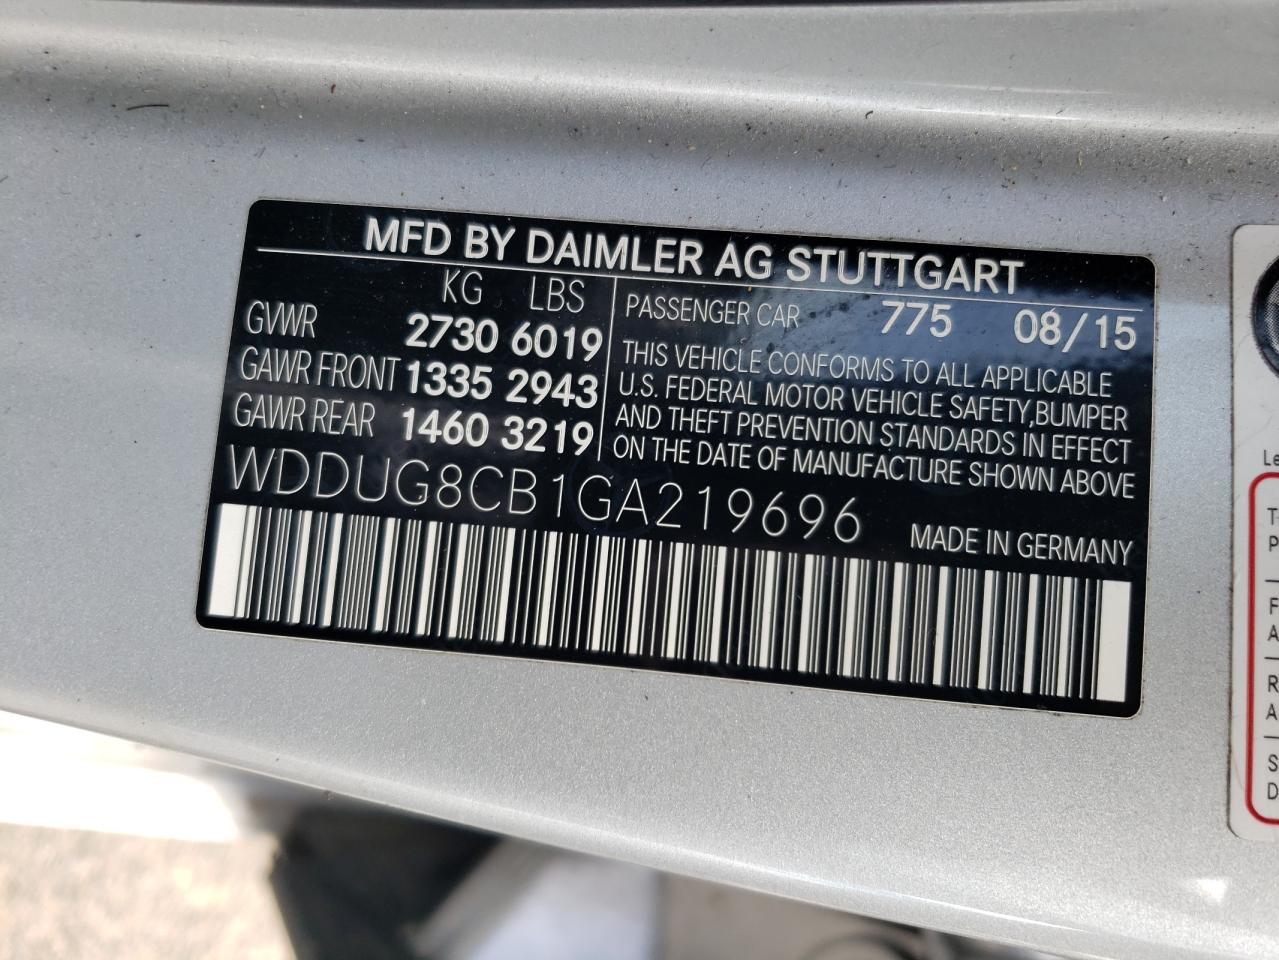 MFD BY DAIMLER AG STUTTGART
KG LBS
GVWR 2730 6019
GAWR FRONT 1335 2943
GAWR REAR 1460 3219
PASSENGER CAR 775 08/15
THIS VEHICLE CONFORMS TO ALL APPLICABLE
U.S. FEDERAL MOTOR VEHICLE SAFETY, BUMPER
AND THEFT PREVENTION STANDARDS IN EFFECT
ON THE DATE OF MANUFACTURE SHOWN ABOVE
WDDUG8CB1GA219696
MADE IN GERMANY